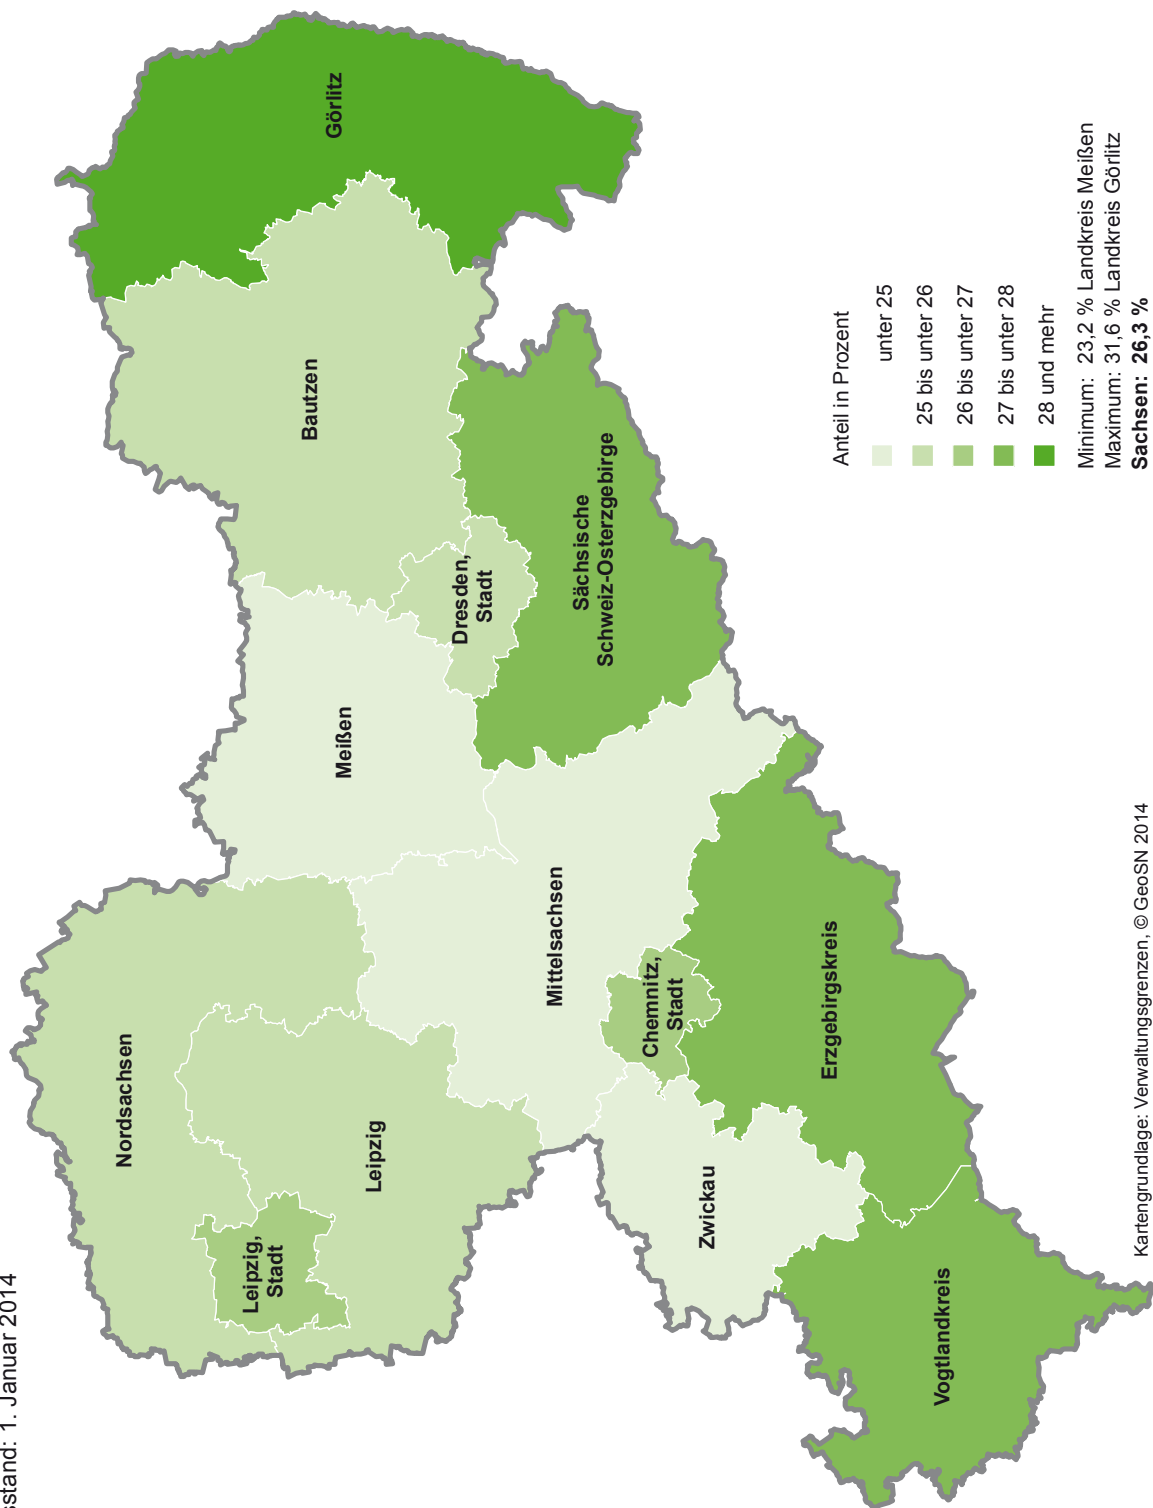 1. Januar 2014
Nordsachsen
Leipzig,
Stadt
Leipzig
Meißen
Bautzen
Görlitz
Dresden,
Stadt
Sächsische
Schweiz-Osterzgebirge
Mittelsachsen
Chemnitz,
Stadt
Zwickau
Erzgebirgskreis
Vogtlandkreis
Anteil in Prozent
unter 25
25 bis unter 26
26 bis unter 27
27 bis unter 28
28 und mehr
Minimum: 23,2 % Landkreis Meißen
Maximum: 31,6 % Landkreis Görlitz
Sachsen: 26,3 %
Kartengrundlage: Verwaltungsgrenzen, © GeoSN 2014